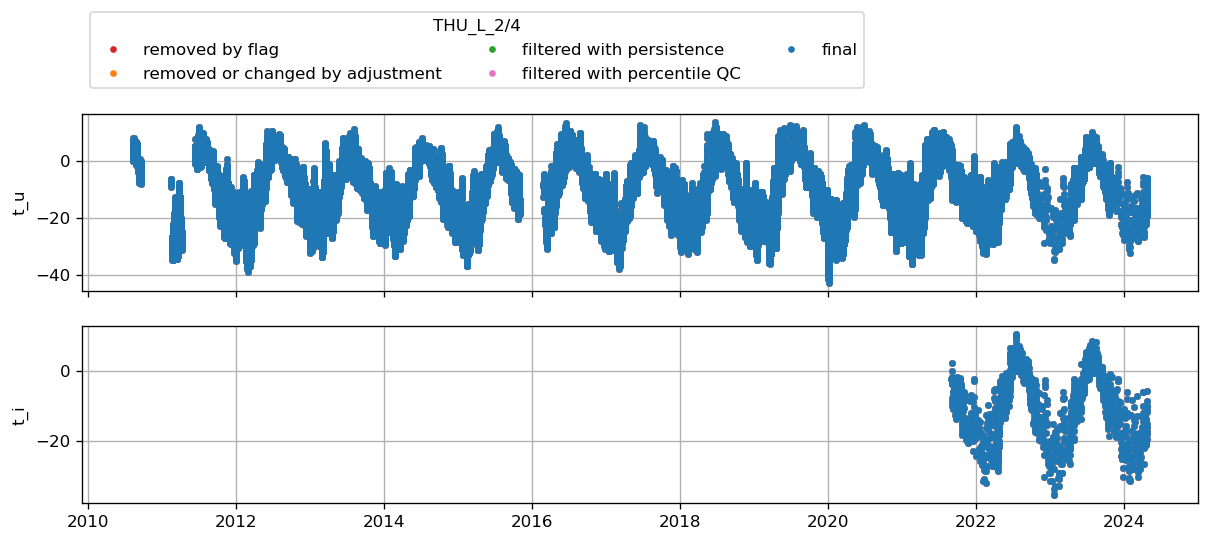 THU_L_2/4
removed by flag
removed or changed by adjustment
filtered with persistence
filtered with percentile QC
final
0
−20
−40
t_u
0
−20
t_i
2010 2012 2014 2016 2018 2020 2022 2024